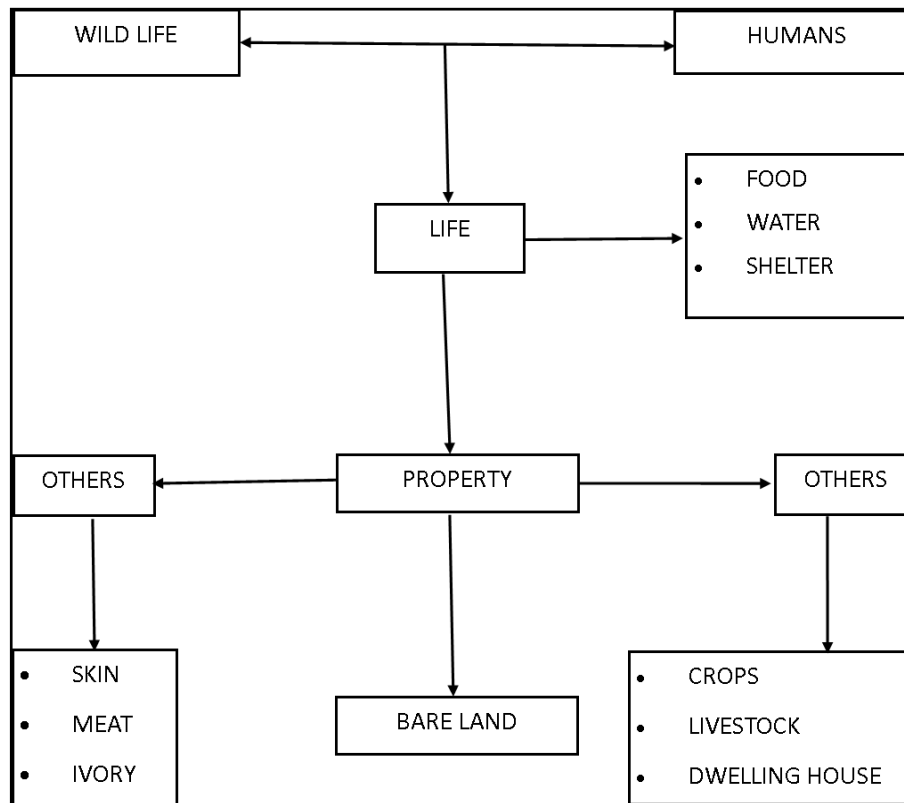 WILD LIFE
HUMANS
• FOOD
• WATER
• SHELTER
LIFE
OTHERS
PROPERTY
OTHERS
• SKIN
• MEAT
• IVORY
BARE LAND
• CROPS
• LIVESTOCK
• DWELLING HOUSE